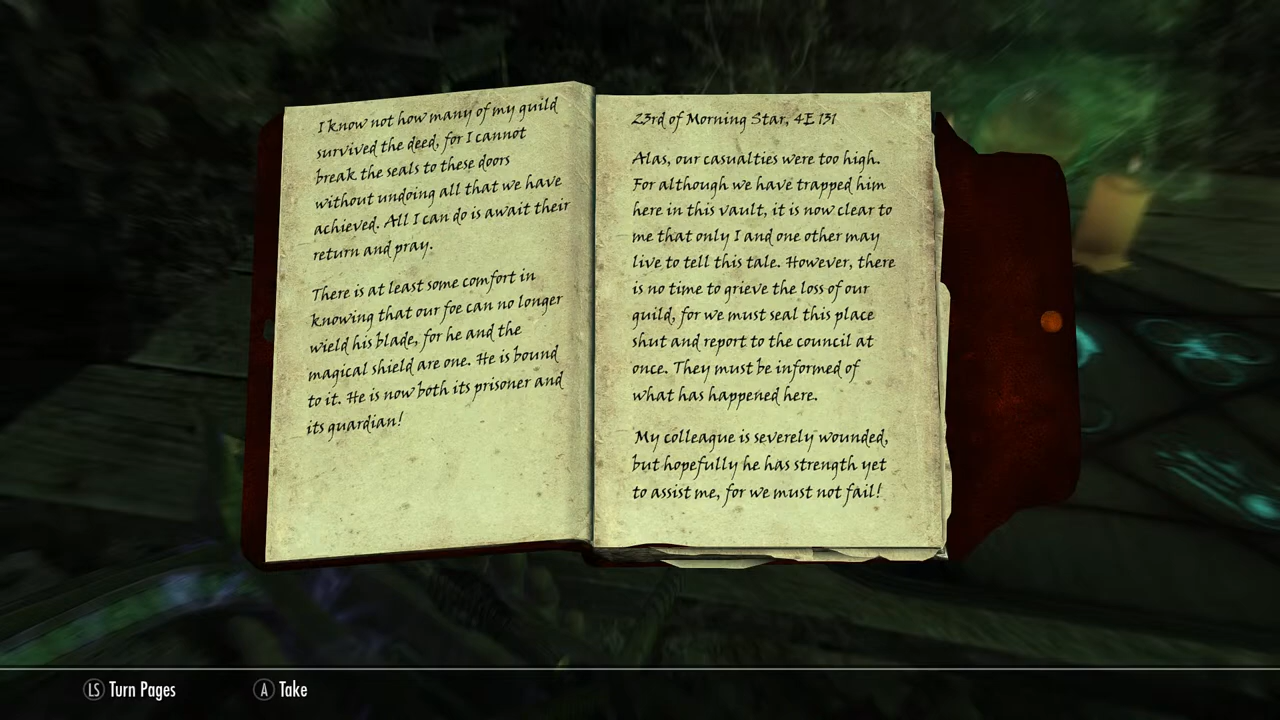 I know not how many of my guild
survived the deed, for I cannot
break the seals to these doors
without undoing all that we have
achieved. All I can do is await their
return and pray.
There is at least some comfort in
knowing that our foe can no longer
wield his blade, for he and the
magical shield are one. He is bound
to it. He is now both its prisoner and
its guardian!
23rd of Morning Star, 4E 131
Alas, our casualties were too high.
For although we have trapped him
here in this vault, it is now clear to
me that only I and one other may
live to tell this tale. However, there
is no time to grieve the loss of our
guild, for we must seal this place
shut and report to the council at
once. They must be informed of
what has happened here.
My colleague is severely wounded,
but hopefully he has strength yet
to assist me, for we must not fail!
LS Turn Pages
A Take